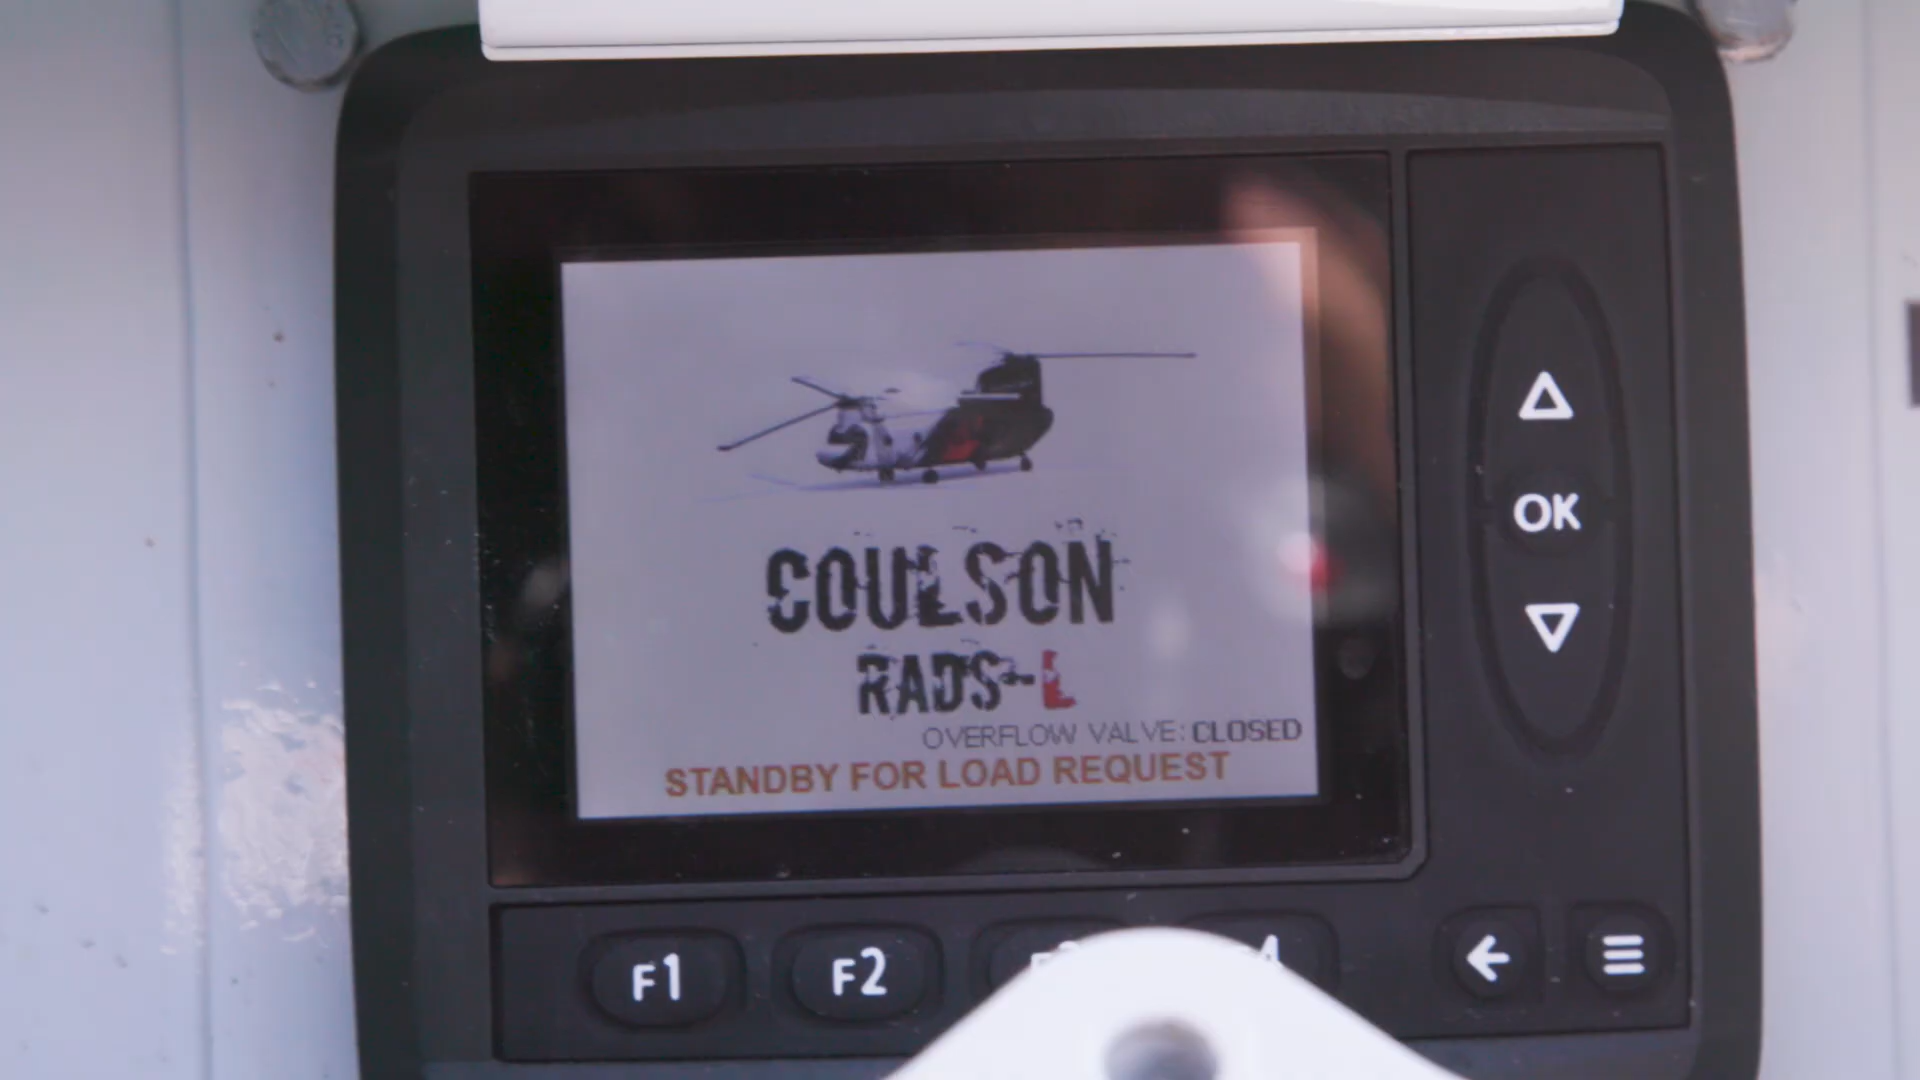 COULSON
RADS-L
OVERFLOW VALVE: CLOSED
STANDBY FOR LOAD REQUEST
OK
F1 F2